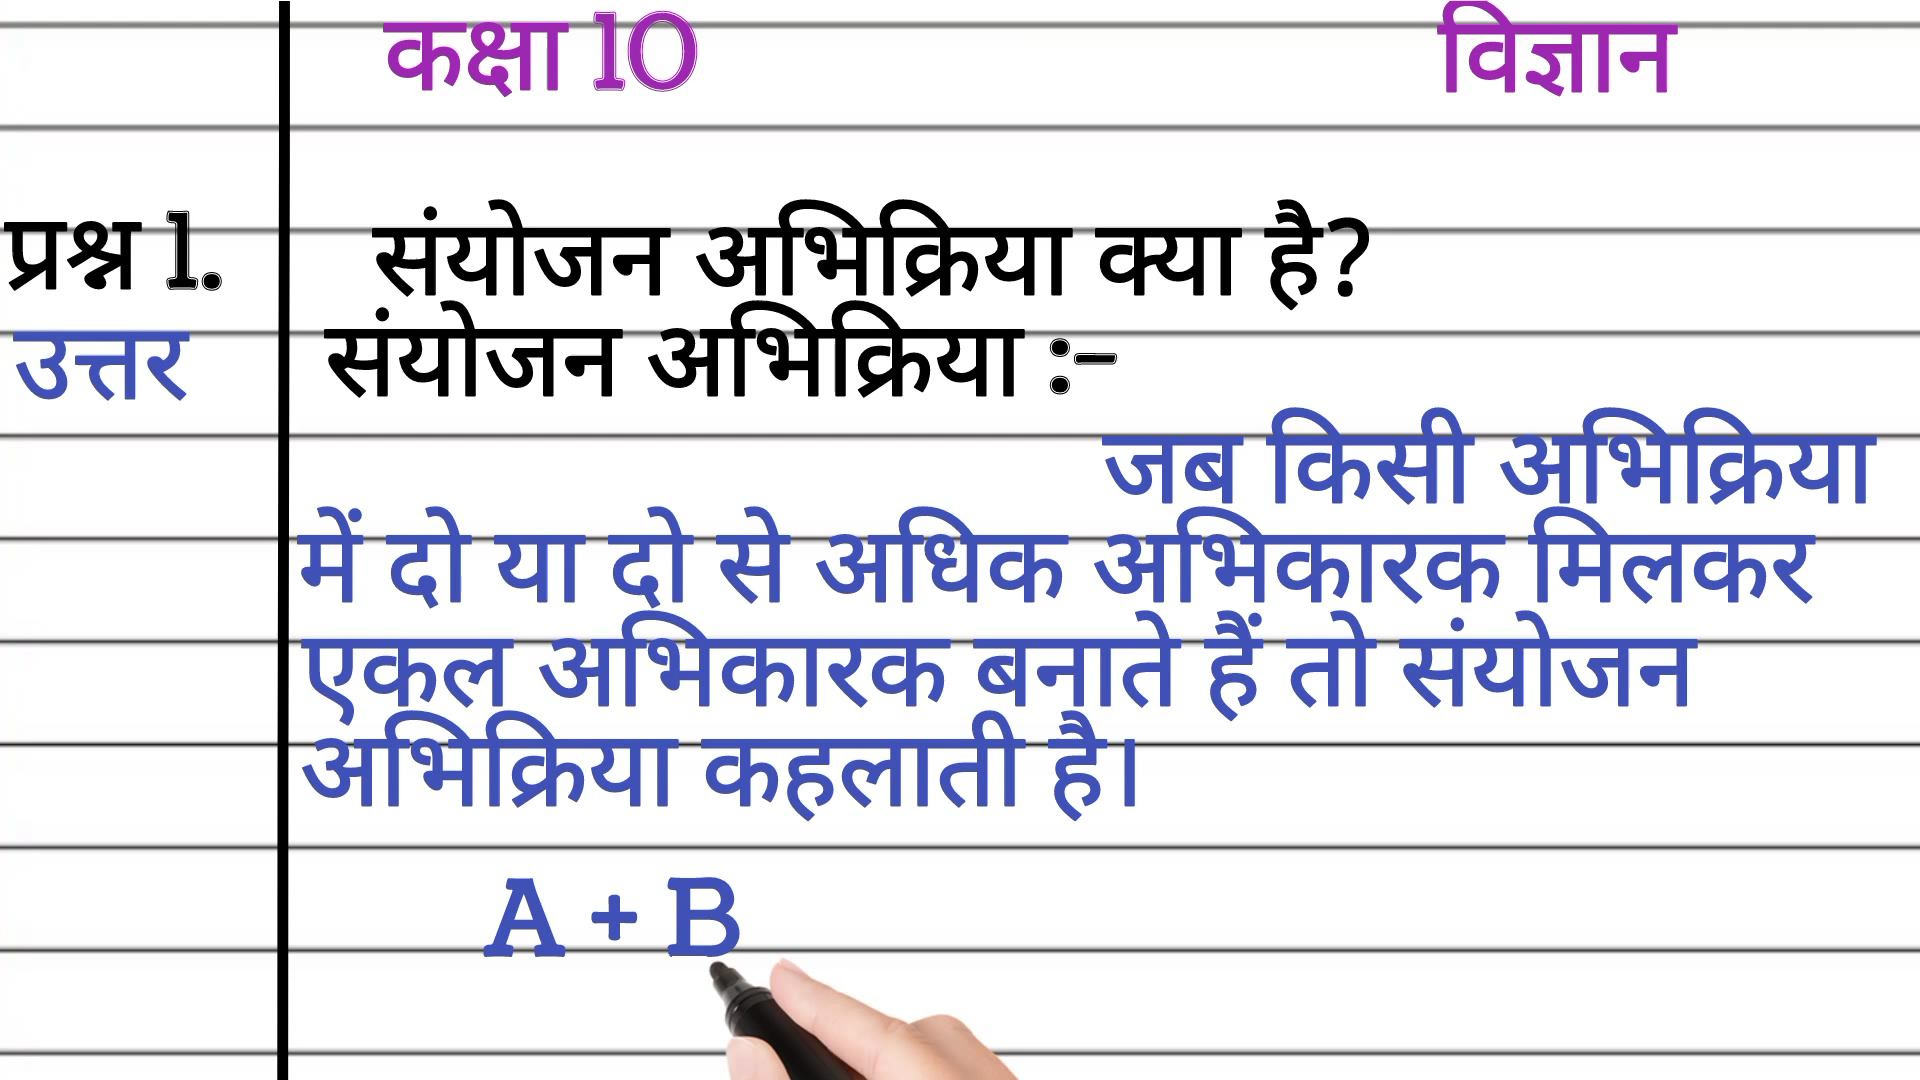 कक्षा 10 विज्ञान
प्रश्न 1. संयोजन अभिक्रिया क्या है?
उत्तर संयोजन अभिक्रिया :-
जब किसी अभिक्रिया
में दो या दो से अधिक अभिकारक मिलकर
एकल अभिकारक बनाते हैं तो संयोजन
अभिक्रिया कहलाती है।
A + B